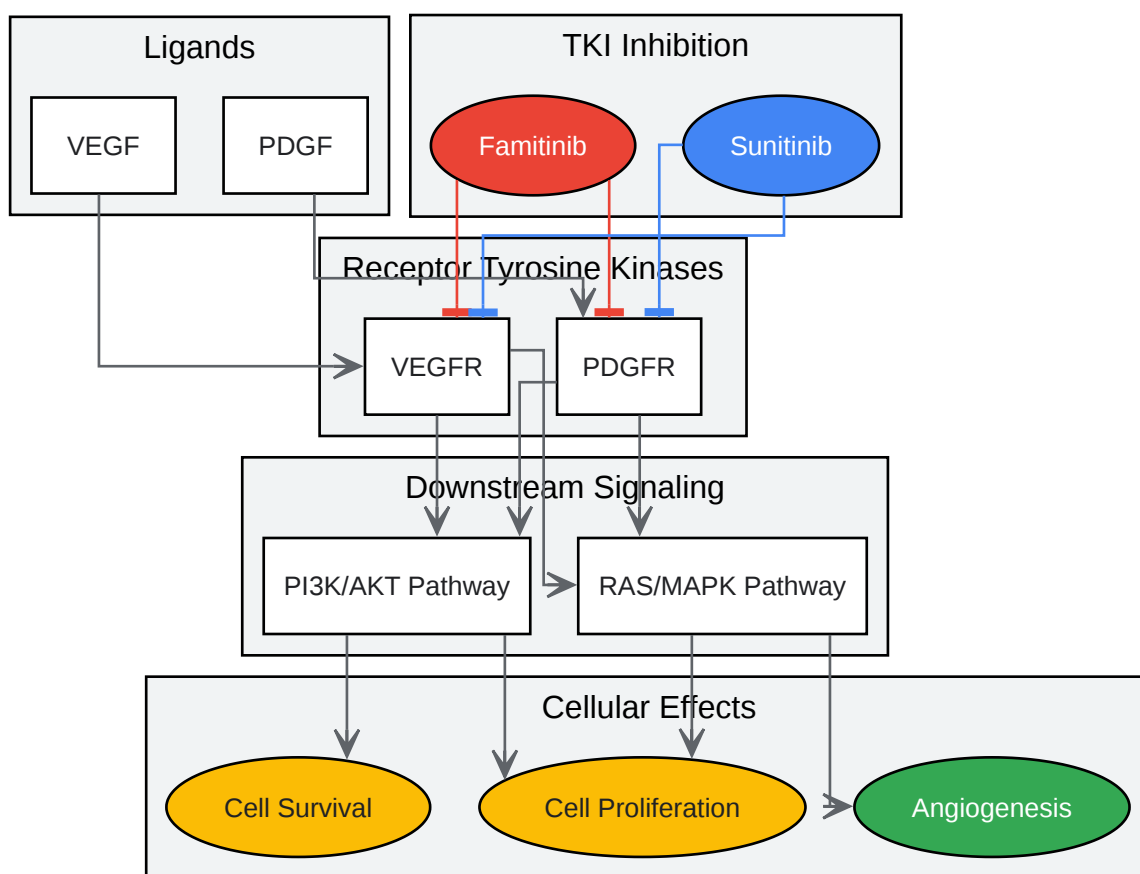 Ligands
TKI Inhibition
VEGF
PDGF
Famitinib
Sunitinib
Receptor Tyrosine Kinases
VEGFR
PDGFR
Downstream Signaling
PI3K/AKT Pathway
RAS/MAPK Pathway
Cellular Effects
Cell Survival
Cell Proliferation
Angiogenesis